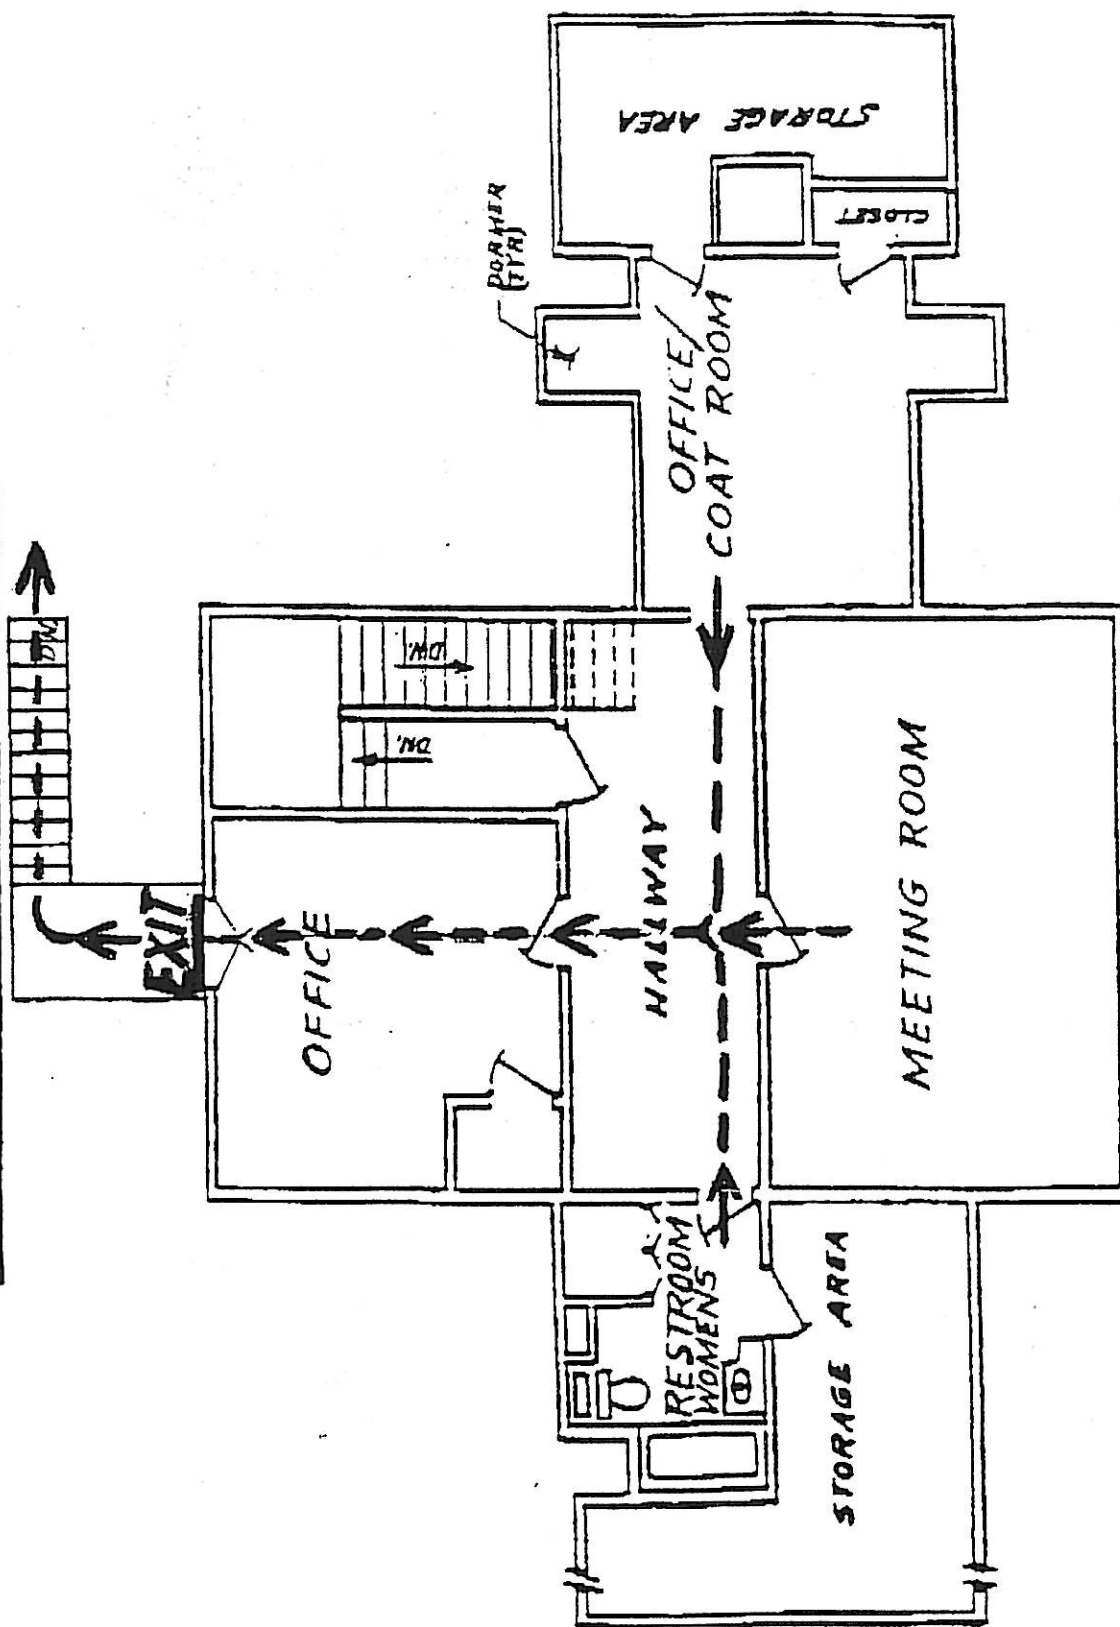 STORAGE AREA
CLOSET
DORMER
(TYP.)
OFFICE/
COAT ROOM
DN.
DN.
DN.
EXIT
OFFICE
HALLWAY
MEETING ROOM
RESTROOM
WOMENS
STORAGE AREA